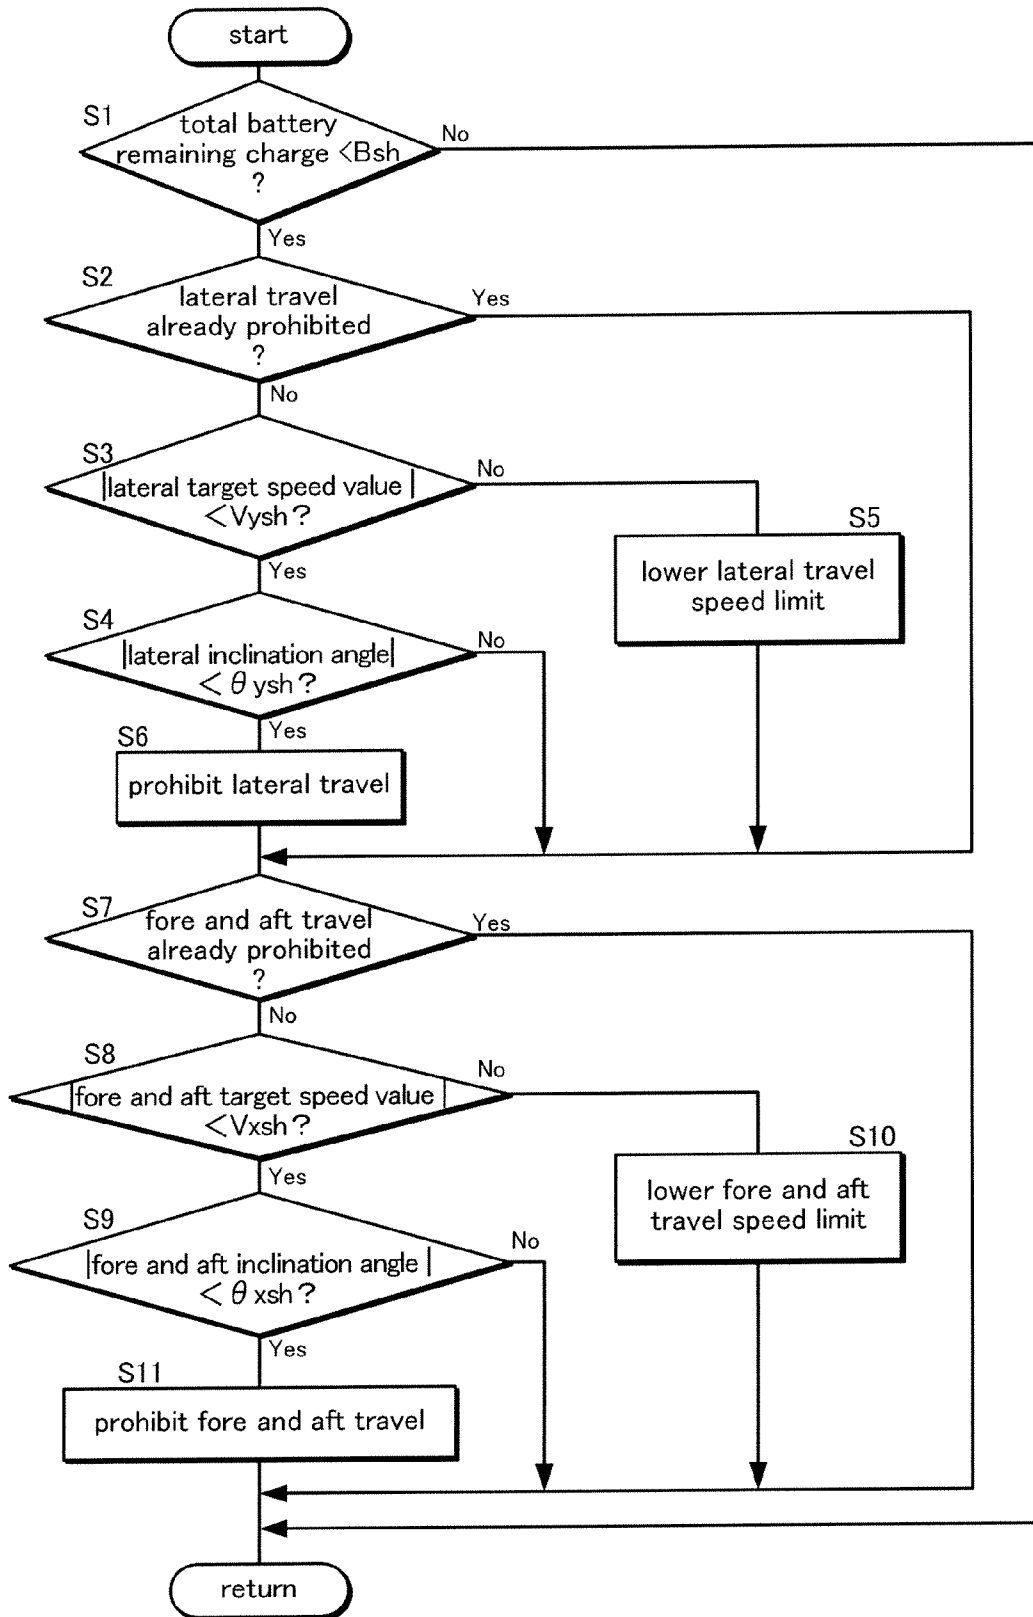 start
S1
total battery
remaining charge <Bsh
?
No
Yes
S2
lateral travel
already prohibited
?
Yes
No
S3
|lateral target speed value |
<Vysh?
No
Yes
S5
lower lateral travel
speed limit
S4
|lateral inclination angle|
< θ ysh?
No
Yes
S6
prohibit lateral travel
S7
fore and aft travel
already prohibited
?
Yes
No
S8
|fore and aft target speed value |
<Vxsh?
No
Yes
S10
lower fore and aft
travel speed limit
S9
|fore and aft inclination angle |
< θ xsh?
No
Yes
S11
prohibit fore and aft travel
return